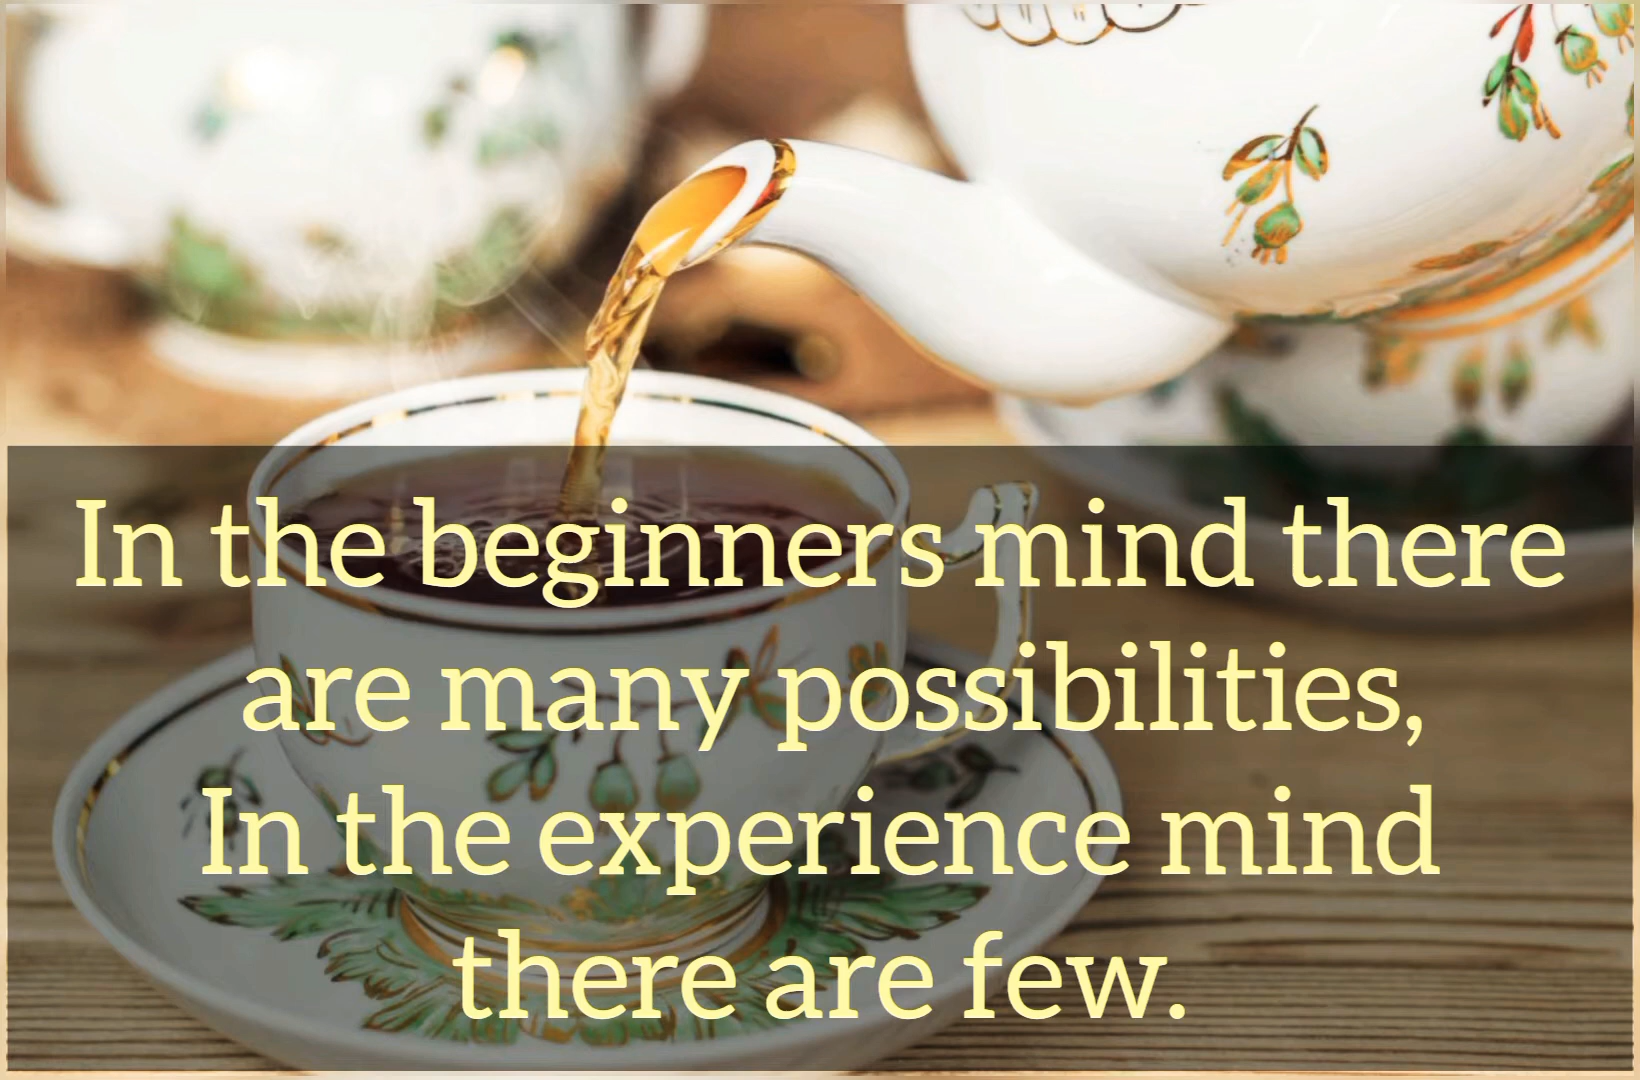 In the beginners mind there
are many possibilities,
In the experience mind
there are few.